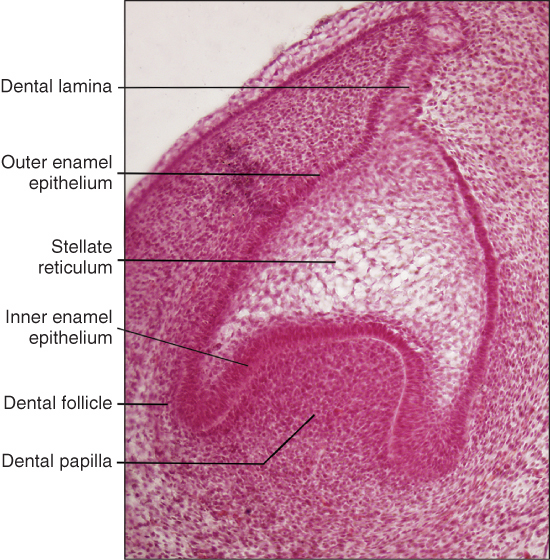 Dental lamina
Outer enamel
epithelium
Stellate
reticulum
Inner enamel
epithelium
Dental follicle
Dental papilla